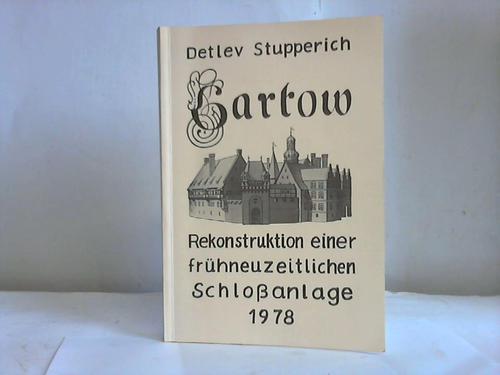 Detlev Stupperich
Gartow
Rekonstruktion einer
frühneuzeitlichen
Schloßanlage
1978